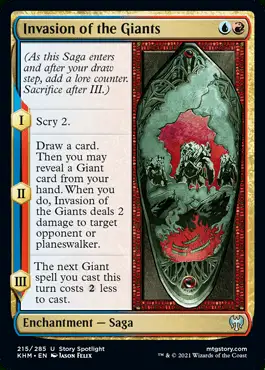 Invasion of the Giants
(As this Saga enters
and after your draw
step, add a lore counter.
Sacrifice after III.)
I
Scry 2.
II
Draw a card.
Then you may
reveal a Giant
card from your
hand. When you
do, Invasion of
the Giants deals 2
damage to target
opponent or
planeswalker.
III
The next Giant
spell you cast this
turn costs 2 less
to cast.
Enchantment — Saga
215/285 U Story Spotlight
KHM • EN Jason Felix
mtgstory.com
™ & © 2021 Wizards of the Coast